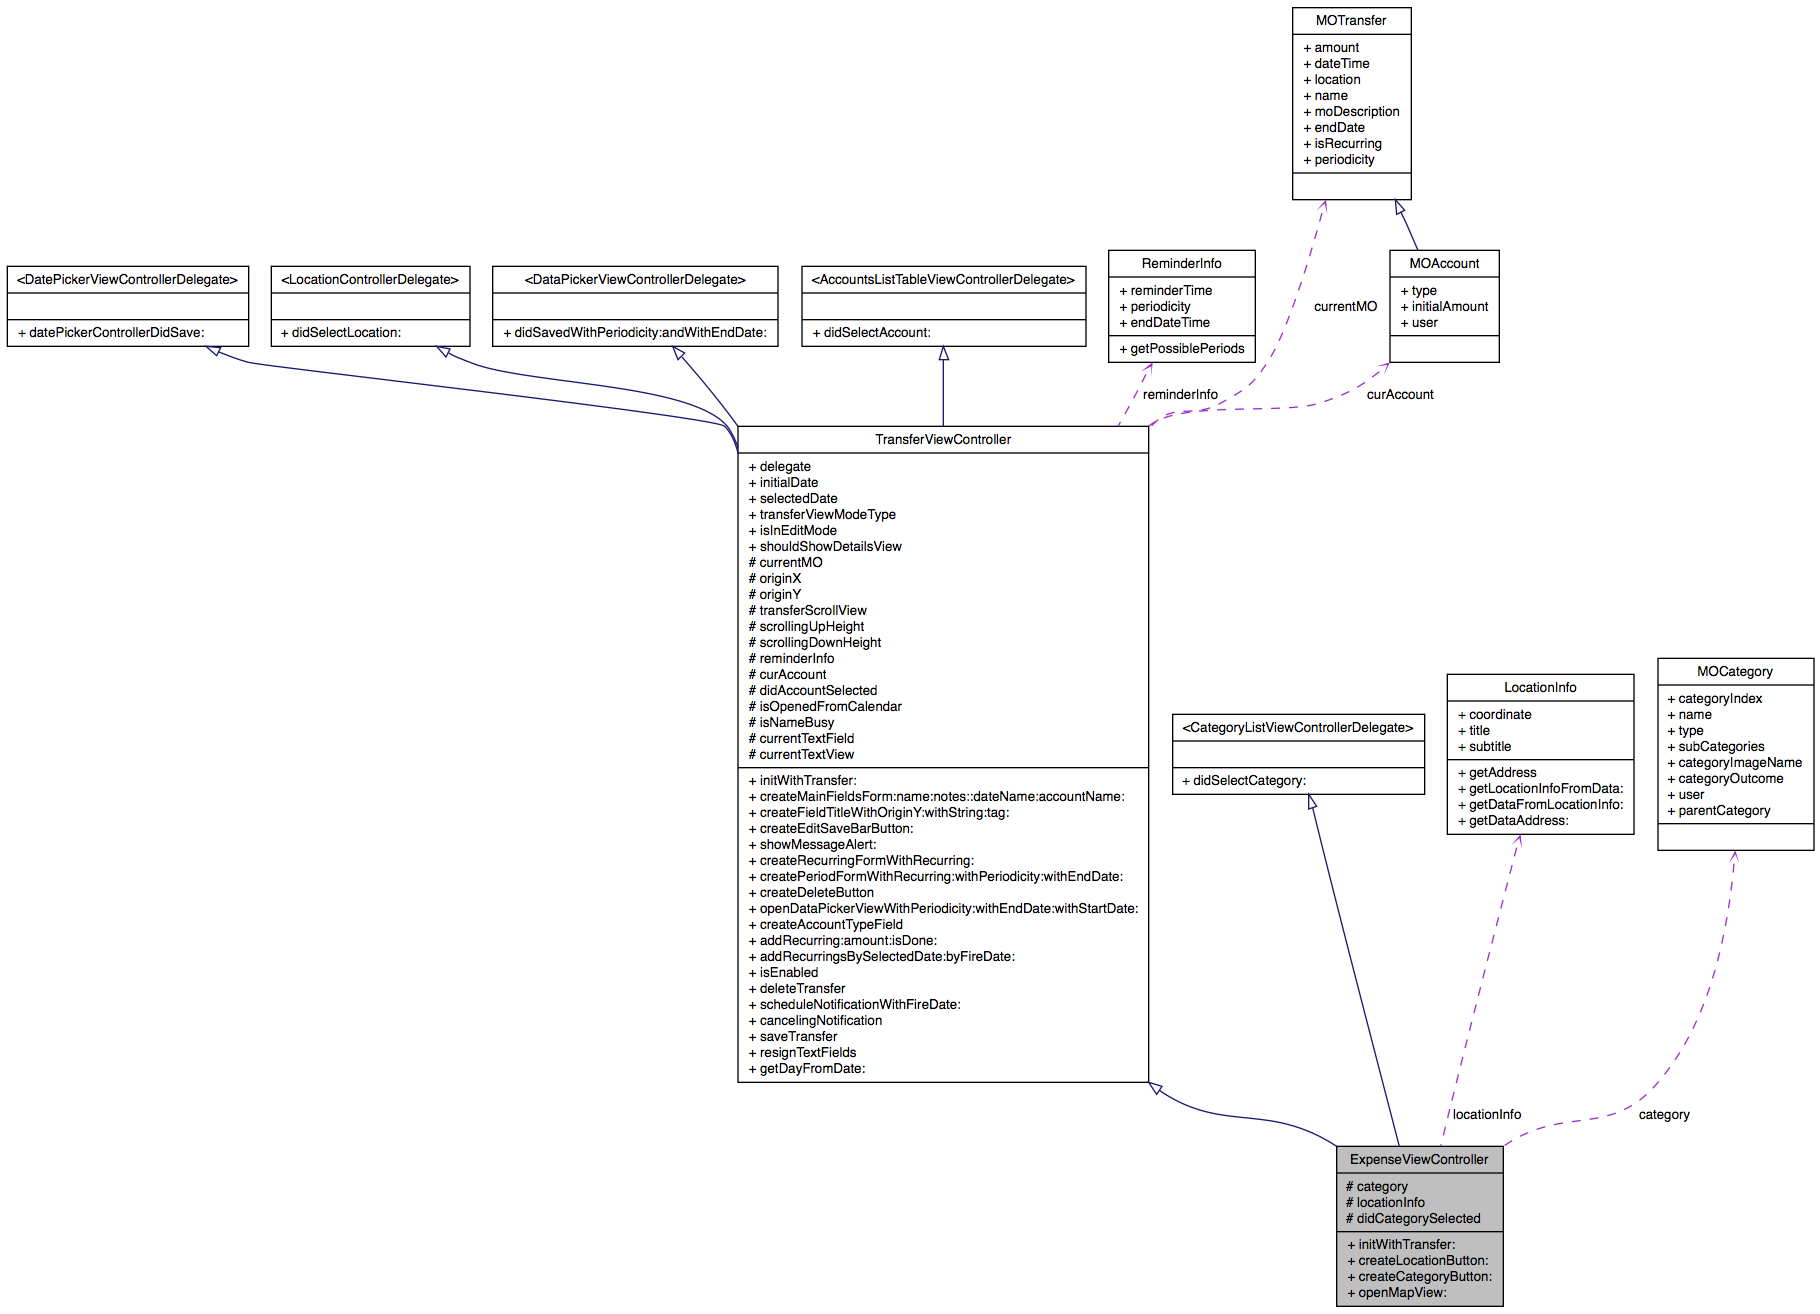 MOTransfer
+ amount
+ dateTime
+ location
+ name
+ moDescription
+ endDate
+ isRecurring
+ periodicity
<DatePickerViewControllerDelegate>
+ datePickerControllerDidSave:
<LocationControllerDelegate>
+ didSelectLocation:
<DataPickerViewControllerDelegate>
+ didSavedWithPeriodicity:andWithEndDate:
<AccountsListTableViewControllerDelegate>
+ didSelectAccount:
ReminderInfo
+ reminderTime
+ periodicity
+ endDateTime
+ getPossiblePeriods
currentMO
MOAccount
+ type
+ initialAmount
+ user
reminderInfo
curAccount
TransferViewController
+ delegate
+ initialDate
+ selectedDate
+ transferViewModeType
+ isInEditMode
+ shouldShowDetailsView
# currentMO
# originX
# originY
# transferScrollView
# scrollingUpHeight
# scrollingDownHeight
# reminderInfo
# curAccount
# didAccountSelected
# isOpenedFromCalendar
# isNameBusy
# currentTextField
# currentTextView
+ initWithTransfer:
+ createMainFieldsForm:name:notes::dateName:accountName:
+ createFieldTitleWithOriginY:withString:tag:
+ createEditSaveBarButton:
+ showMessageAlert:
+ createRecurringFormWithRecurring:
+ createPeriodFormWithRecurring:withPeriodicity:withEndDate:
+ createDeleteButton
+ openDataPickerViewWithPeriodicity:withEndDate:withStartDate:
+ createAccountTypeField
+ addRecurring:amount:isDone:
+ addRecurringsBySelectedDate:byFireDate:
+ isEnabled
+ deleteTransfer
+ scheduleNotificationWithFireDate:
+ cancelingNotification
+ saveTransfer
+ resignTextFields
+ getDayFromDate:
<CategoryListViewControllerDelegate>
+ didSelectCategory:
LocationInfo
+ coordinate
+ title
+ subtitle
+ getAddress
+ getLocationInfoFromData:
+ getDataFromLocationInfo:
+ getDataAddress:
MOCategory
+ categoryIndex
+ name
+ type
+ subCategories
+ categoryImageName
+ categoryOutcome
+ user
+ parentCategory
locationInfo
category
ExpenseViewController
# category
# locationInfo
# didCategorySelected
+ initWithTransfer:
+ createLocationButton:
+ createCategoryButton:
+ openMapView: